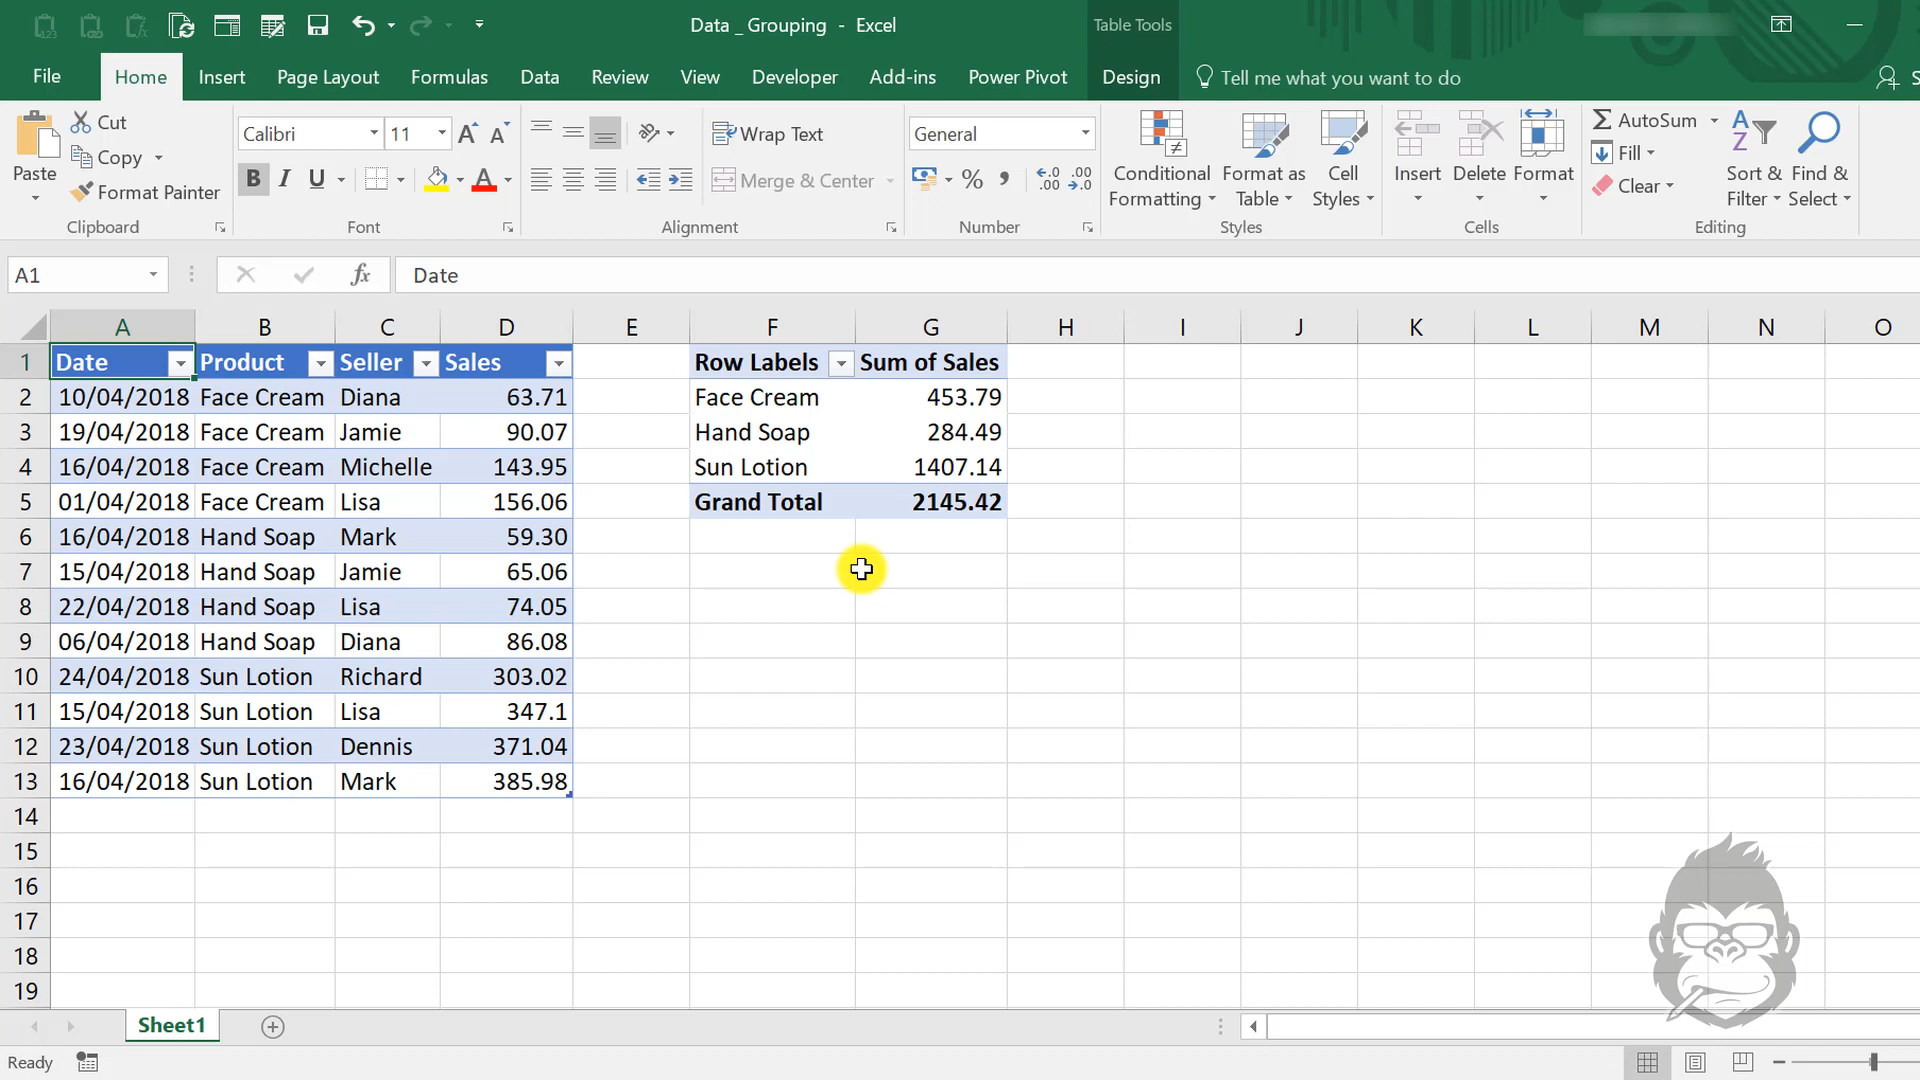 Data _ Grouping - Excel
Table Tools
File Home Insert Page Layout Formulas Data Review View Developer Add-ins Power Pivot Design Tell me what you want to do
Paste
Cut
Copy
Format Painter
Clipboard
Calibri 11
B I U
Font
Wrap Text
Merge & Center
Alignment
General
%
Number
Conditional Formatting
Format as Table
Cell Styles
Styles
Insert
Delete
Format
Cells
AutoSum
Fill
Clear
Sort & Filter
Find & Select
Editing
A1 fx Date
A B C D E F G H I J K L M N O
1 Date Product Seller Sales Row Labels Sum of Sales
2 10/04/2018 Face Cream Diana 63.71 Face Cream 453.79
3 19/04/2018 Face Cream Jamie 90.07 Hand Soap 284.49
4 16/04/2018 Face Cream Michelle 143.95 Sun Lotion 1407.14
5 01/04/2018 Face Cream Lisa 156.06 Grand Total 2145.42
6 16/04/2018 Hand Soap Mark 59.30
7 15/04/2018 Hand Soap Jamie 65.06
8 22/04/2018 Hand Soap Lisa 74.05
9 06/04/2018 Hand Soap Diana 86.08
10 24/04/2018 Sun Lotion Richard 303.02
11 15/04/2018 Sun Lotion Lisa 347.1
12 23/04/2018 Sun Lotion Dennis 371.04
13 16/04/2018 Sun Lotion Mark 385.98
14
15
16
17
18
19
Sheet1
Ready